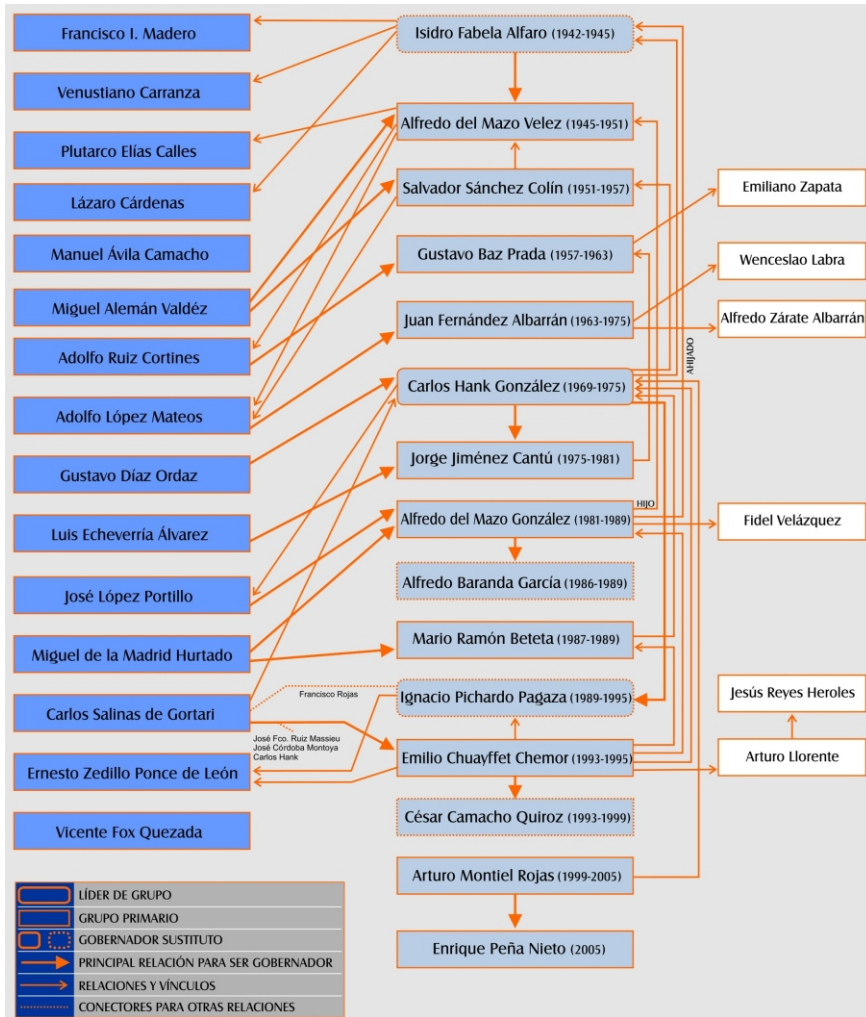 Francisco I. Madero
Venustiano Carranza
Plutarco Elías Calles
Lázaro Cárdenas
Manuel Ávila Camacho
Miguel Alemán Valdéz
Adolfo Ruiz Cortines
Adolfo López Mateos
Gustavo Díaz Ordaz
Luis Echeverría Álvarez
José López Portillo
Miguel de la Madrid Hurtado
Carlos Salinas de Gortari
Ernesto Zedillo Ponce de León
Vicente Fox Quezada
Isidro Fabela Alfaro (1942-1945)
Alfredo del Mazo Velez (1945-1951)
Salvador Sánchez Colín (1951-1957)
Gustavo Baz Prada (1957-1963)
Juan Fernández Albarrán (1963-1975)
Carlos Hank González (1969-1975)
Jorge Jiménez Cantú (1975-1981)
Alfredo del Mazo González (1981-1989)
Alfredo Baranda García (1986-1989)
Mario Ramón Beteta (1987-1989)
Ignacio Pichardo Pagaza (1989-1995)
Emilio Chuayffet Chemor (1993-1995)
César Camacho Quiroz (1993-1999)
Arturo Montiel Rojas (1999-2005)
Enrique Peña Nieto (2005)
Francisco Rojas
José Fco. Ruiz Massieu
José Córdoba Montoya
Carlos Hank
HIJO
AHIJADO
Emiliano Zapata
Wenceslao Labra
Alfredo Zárate Albarrán
Fidel Velázquez
Jesús Reyes Heroles
Arturo Llorente
LÍDER DE GRUPO
GRUPO PRIMARIO
GOBERNADOR SUSTITUTO
PRINCIPAL RELACIÓN PARA SER GOBERNADOR
RELACIONES Y VÍNCULOS
CONECTORES PARA OTRAS RELACIONES